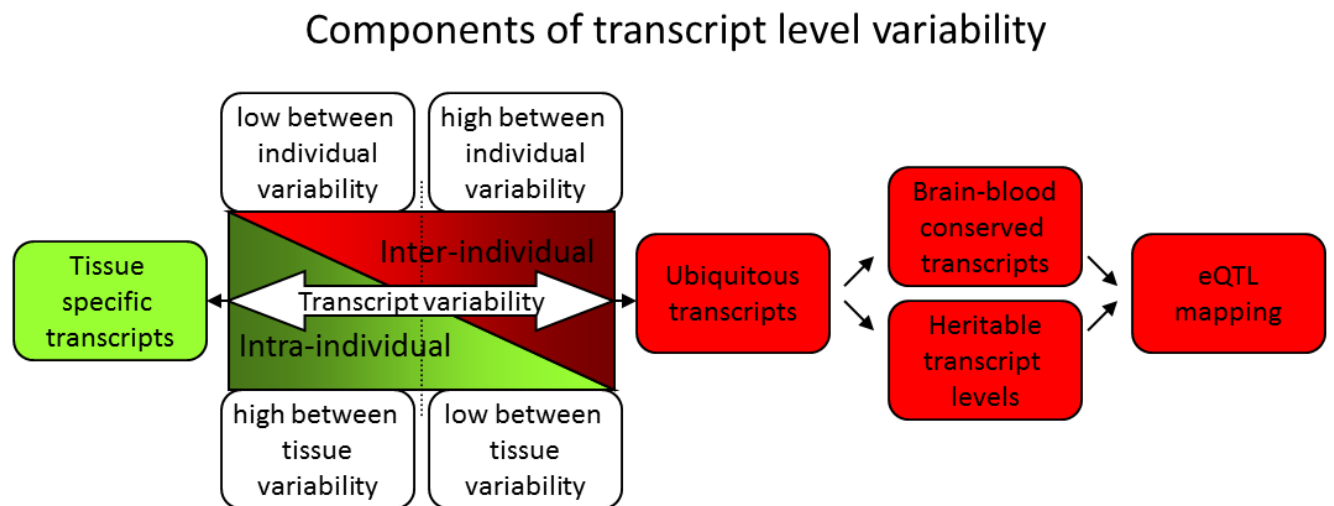 Components of transcript level variability
low between
individual
variability
high between
individual
variability
Tissue
specific
transcripts
Inter-individual
Transcript variability
Intra-individual
high between
tissue
variability
low between
tissue
variability
Ubiquitous
transcripts
Brain-blood
conserved
transcripts
Heritable
transcript
levels
eQTL
mapping